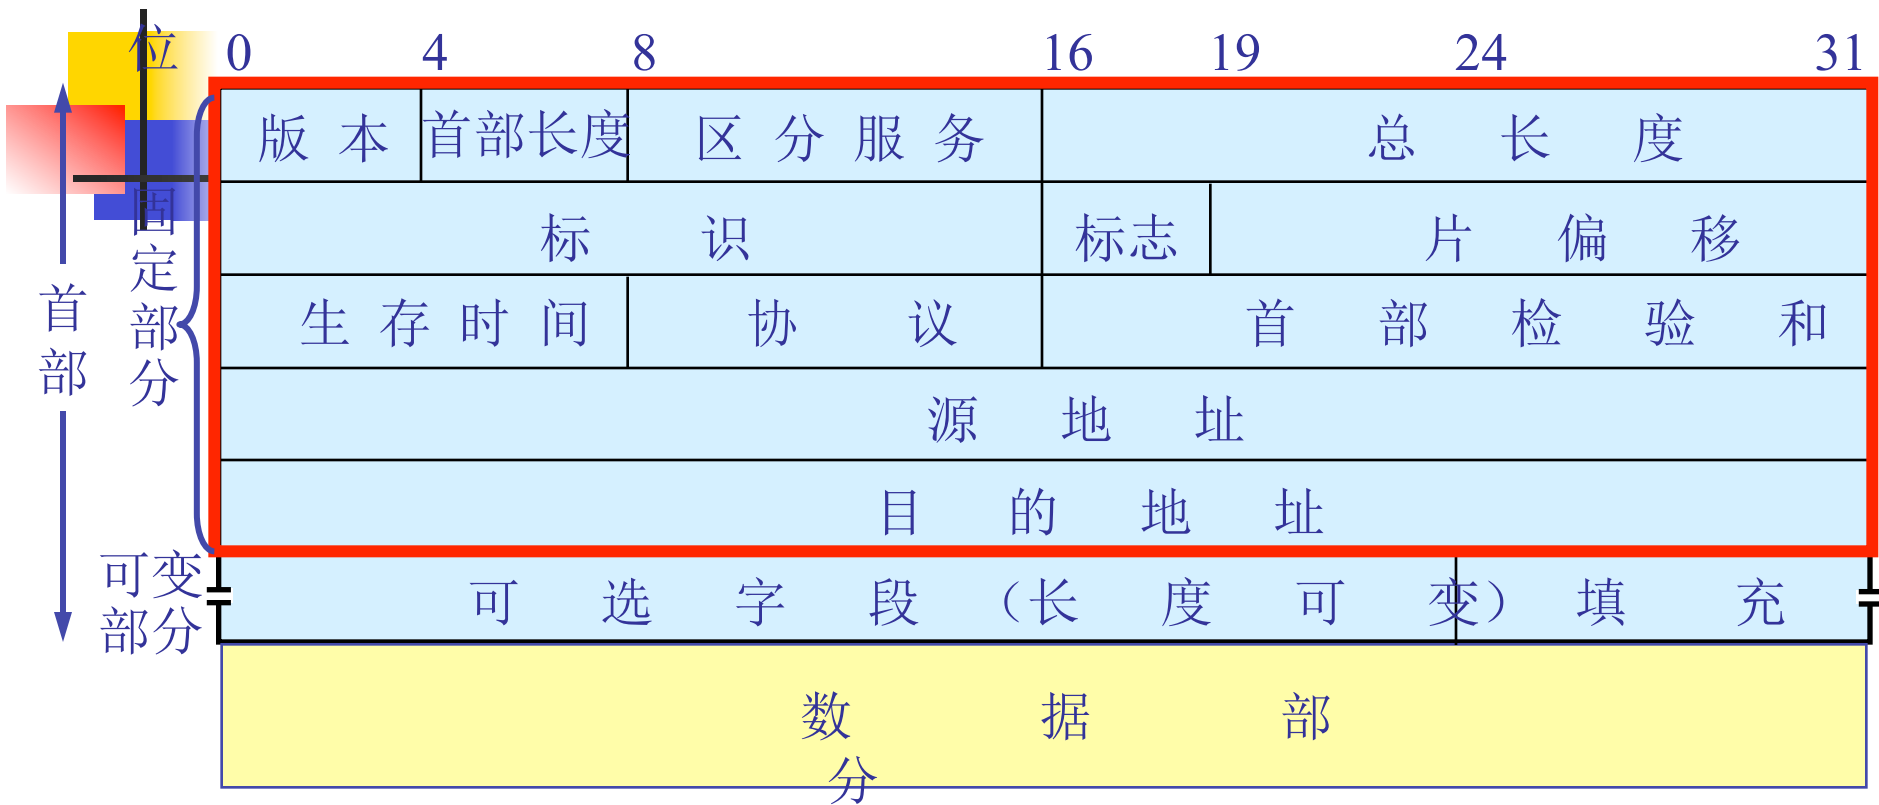 位 0 4 8 16 19 24 31
版 本 首部长度 区 分 服 务 总 长 度
标 识 标志 片 偏 移
生 存 时 间 协 议 首 部 检 验 和
源 地 址
目 的 地 址
可 选 字 段 （长 度 可 变） 填 充
数 据 部
分
首
部
固
定
部
分
可变
部分